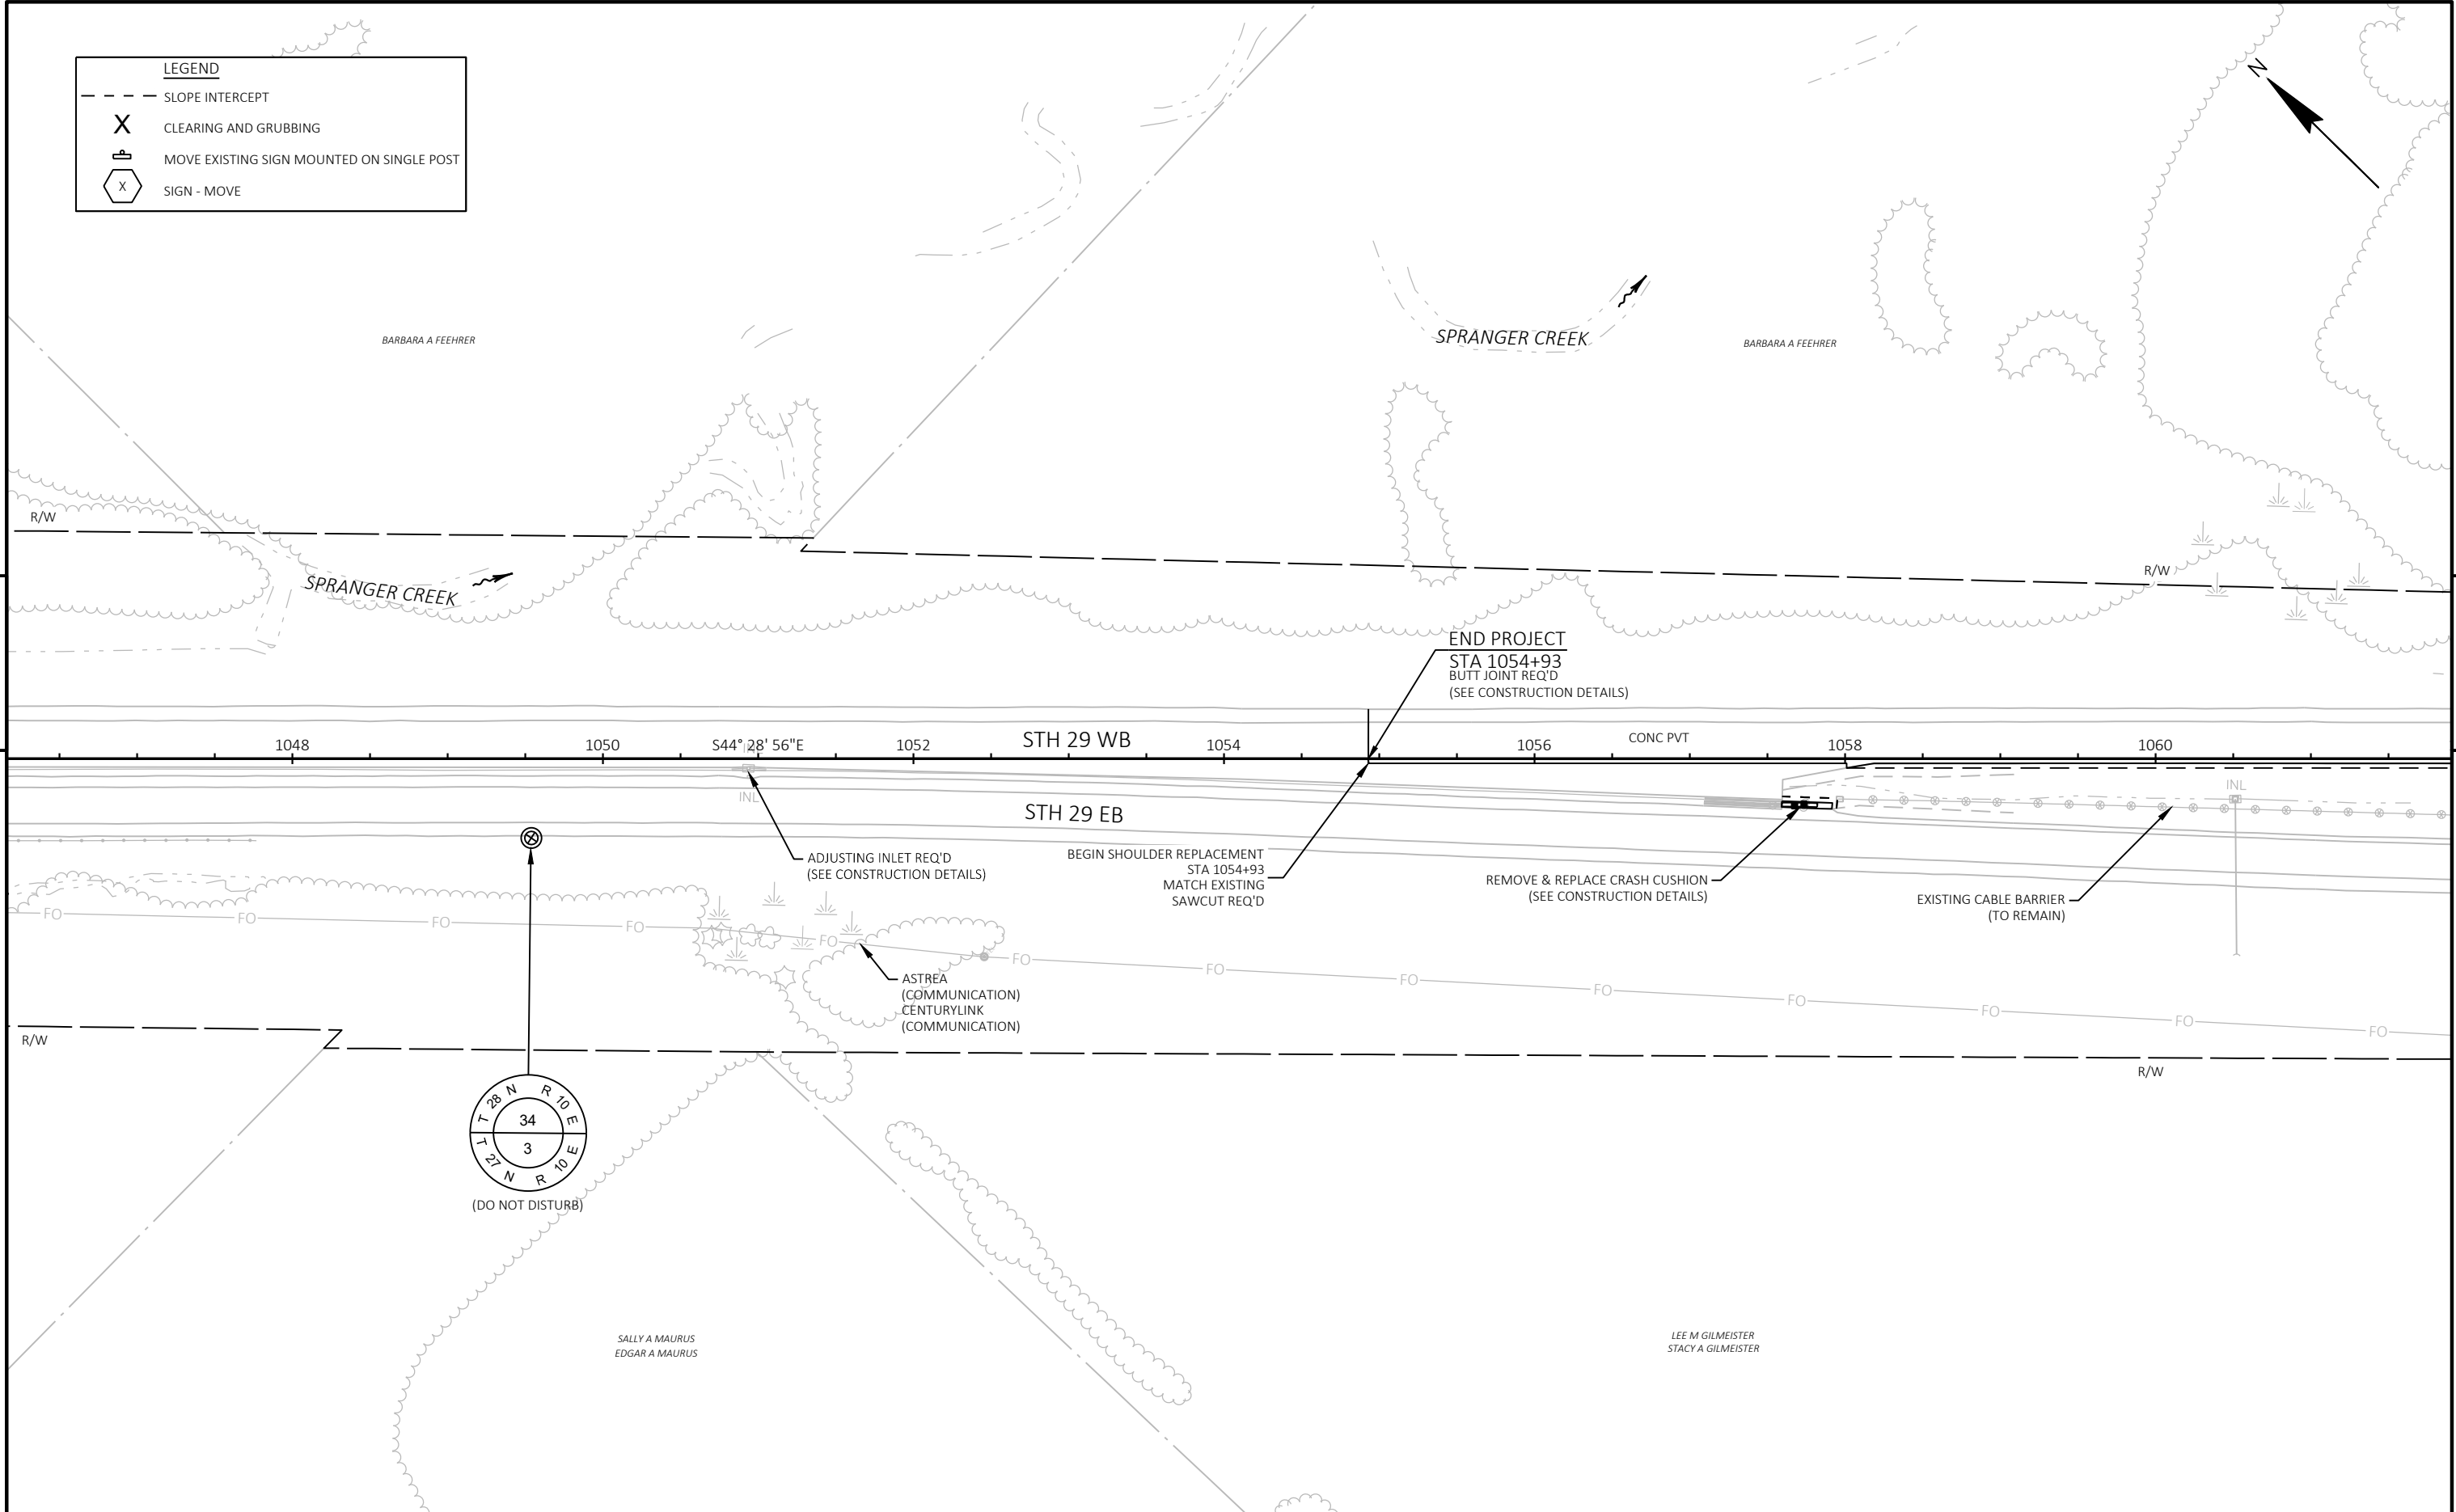 LEGEND
SLOPE INTERCEPT
X
CLEARING AND GRUBBING
MOVE EXISTING SIGN MOUNTED ON SINGLE POST
X
SIGN - MOVE
N
BARBARA A FEEHRER
SPRANGER CREEK
BARBARA A FEEHRER
R/W
SPRANGER CREEK
R/W
END PROJECT
STA 1054+93
BUTT JOINT REQ'D
(SEE CONSTRUCTION DETAILS)
1048
1050
S44° 28' 56"E
1052
STH 29 WB
1054
1056
CONC PVT
1058
1060
INL
INL
STH 29 EB
ADJUSTING INLET REQ'D
(SEE CONSTRUCTION DETAILS)
BEGIN SHOULDER REPLACEMENT
STA 1054+93
MATCH EXISTING
SAWCUT REQ'D
REMOVE & REPLACE CRASH CUSHION
(SEE CONSTRUCTION DETAILS)
EXISTING CABLE BARRIER
(TO REMAIN)
FO
FO
FO
FO
FO
FO
FO
FO
FO
FO
FO
FO
FO
ASTREA
(COMMUNICATION)
CENTURYLINK
(COMMUNICATION)
R/W
R/W
T 28 N R 10 E
34
3
T 27 N R 10 E
(DO NOT DISTURB)
SALLY A MAURUS
EDGAR A MAURUS
LEE M GILMEISTER
STACY A GILMEISTER